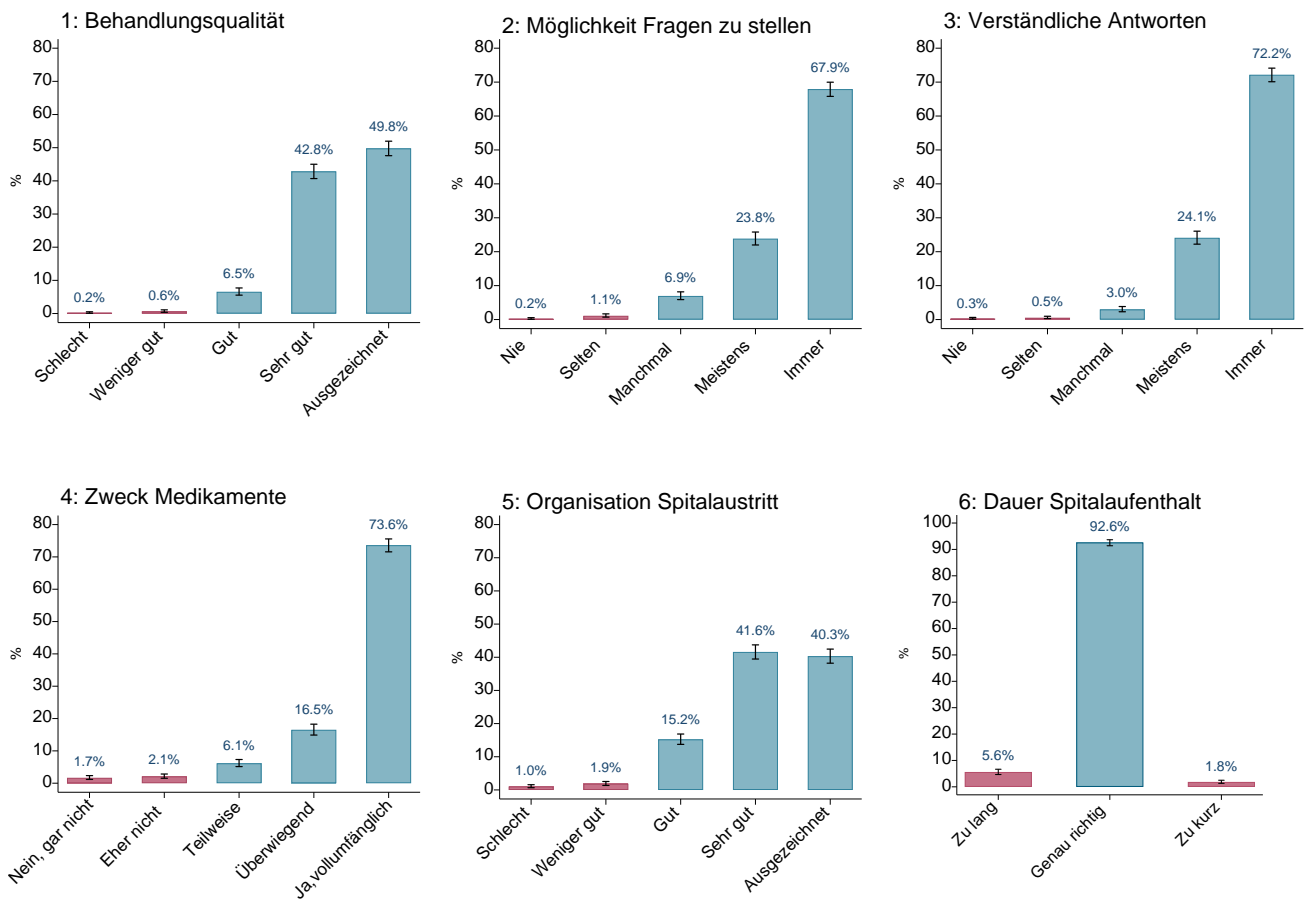 1: Behandlungsqualität
80
70
60
50
40
30
20
10
0
%
0.2%
0.6%
6.5%
42.8%
49.8%
Schlecht
Weniger gut
Gut
Sehr gut
Ausgezeichnet
2: Möglichkeit Fragen zu stellen
80
70
60
50
40
30
20
10
0
%
0.2%
1.1%
6.9%
23.8%
67.9%
Nie
Selten
Manchmal
Meistens
Immer
3: Verständliche Antworten
80
70
60
50
40
30
20
10
0
%
0.3%
0.5%
3.0%
24.1%
72.2%
Nie
Selten
Manchmal
Meistens
Immer
4: Zweck Medikamente
80
70
60
50
40
30
20
10
0
%
1.7%
2.1%
6.1%
16.5%
73.6%
Nein, gar nicht
Eher nicht
Teilweise
Überwiegend
Ja,vollumfänglich
5: Organisation Spitalaustritt
80
70
60
50
40
30
20
10
0
%
1.0%
1.9%
15.2%
41.6%
40.3%
Schlecht
Weniger gut
Gut
Sehr gut
Ausgezeichnet
6: Dauer Spitalaufenthalt
100
90
80
70
60
50
40
30
20
10
0
%
5.6%
92.6%
1.8%
Zu lang
Genau richtig
Zu kurz